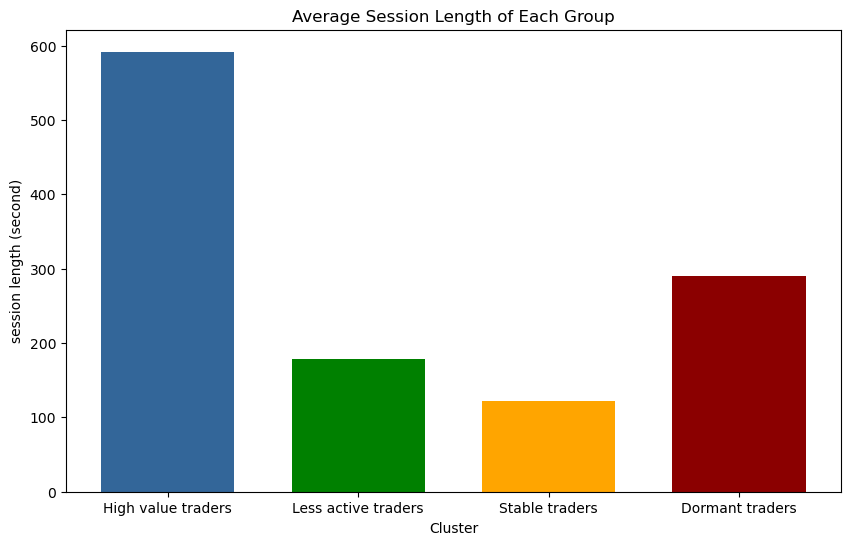 Average Session Length of Each Group
session length (second)
600
500
400
300
200
100
0
High value traders
Less active traders
Stable traders
Dormant traders
Cluster